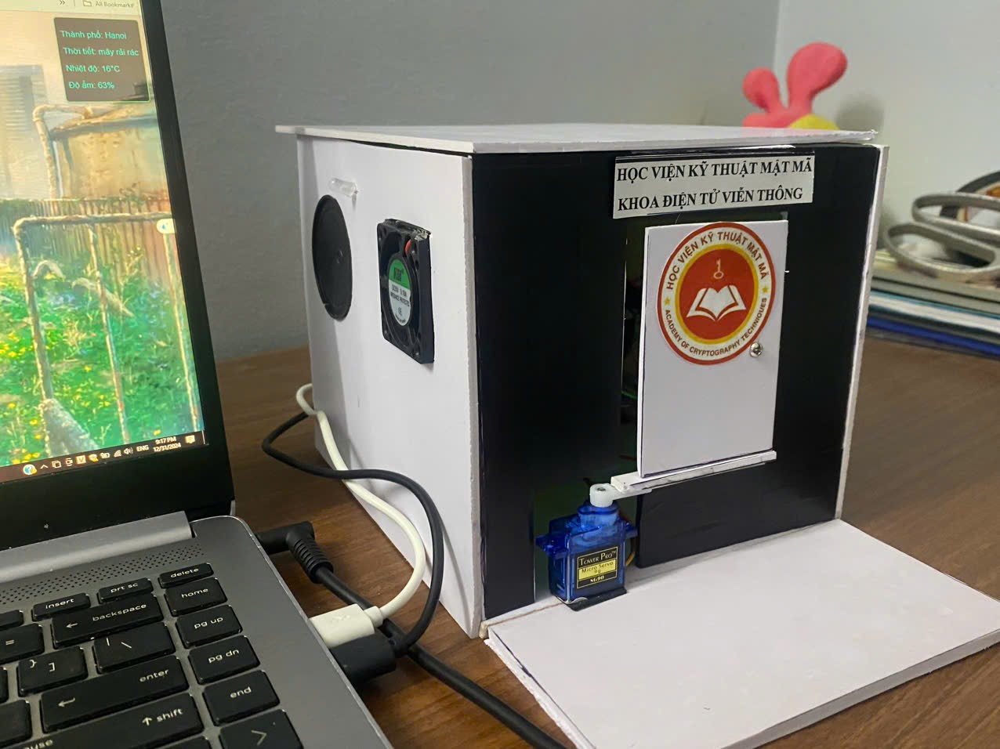 All Bookmarks
Thành phố: Hanoi
Thời tiết: mây rải rác
Nhiệt độ: 16°C
Độ ẩm: 63%
ENG
9:17 PM
12/31/2024
HỌC VIỆN KỸ THUẬT MẬT MÃ
KHOA ĐIỆN TỬ VIỄN THÔNG
HỌC VIỆN KỸ THUẬT MẬT MÃ
ACADEMY OF CRYPTOGRAPHY TECHNIQUES
TOWER PRO™
Micro Servo
9g
SG90
delete
prt sc
insert
home
backspace
pg up
=
| \
pg dn
} ]
enter
end
shift
>